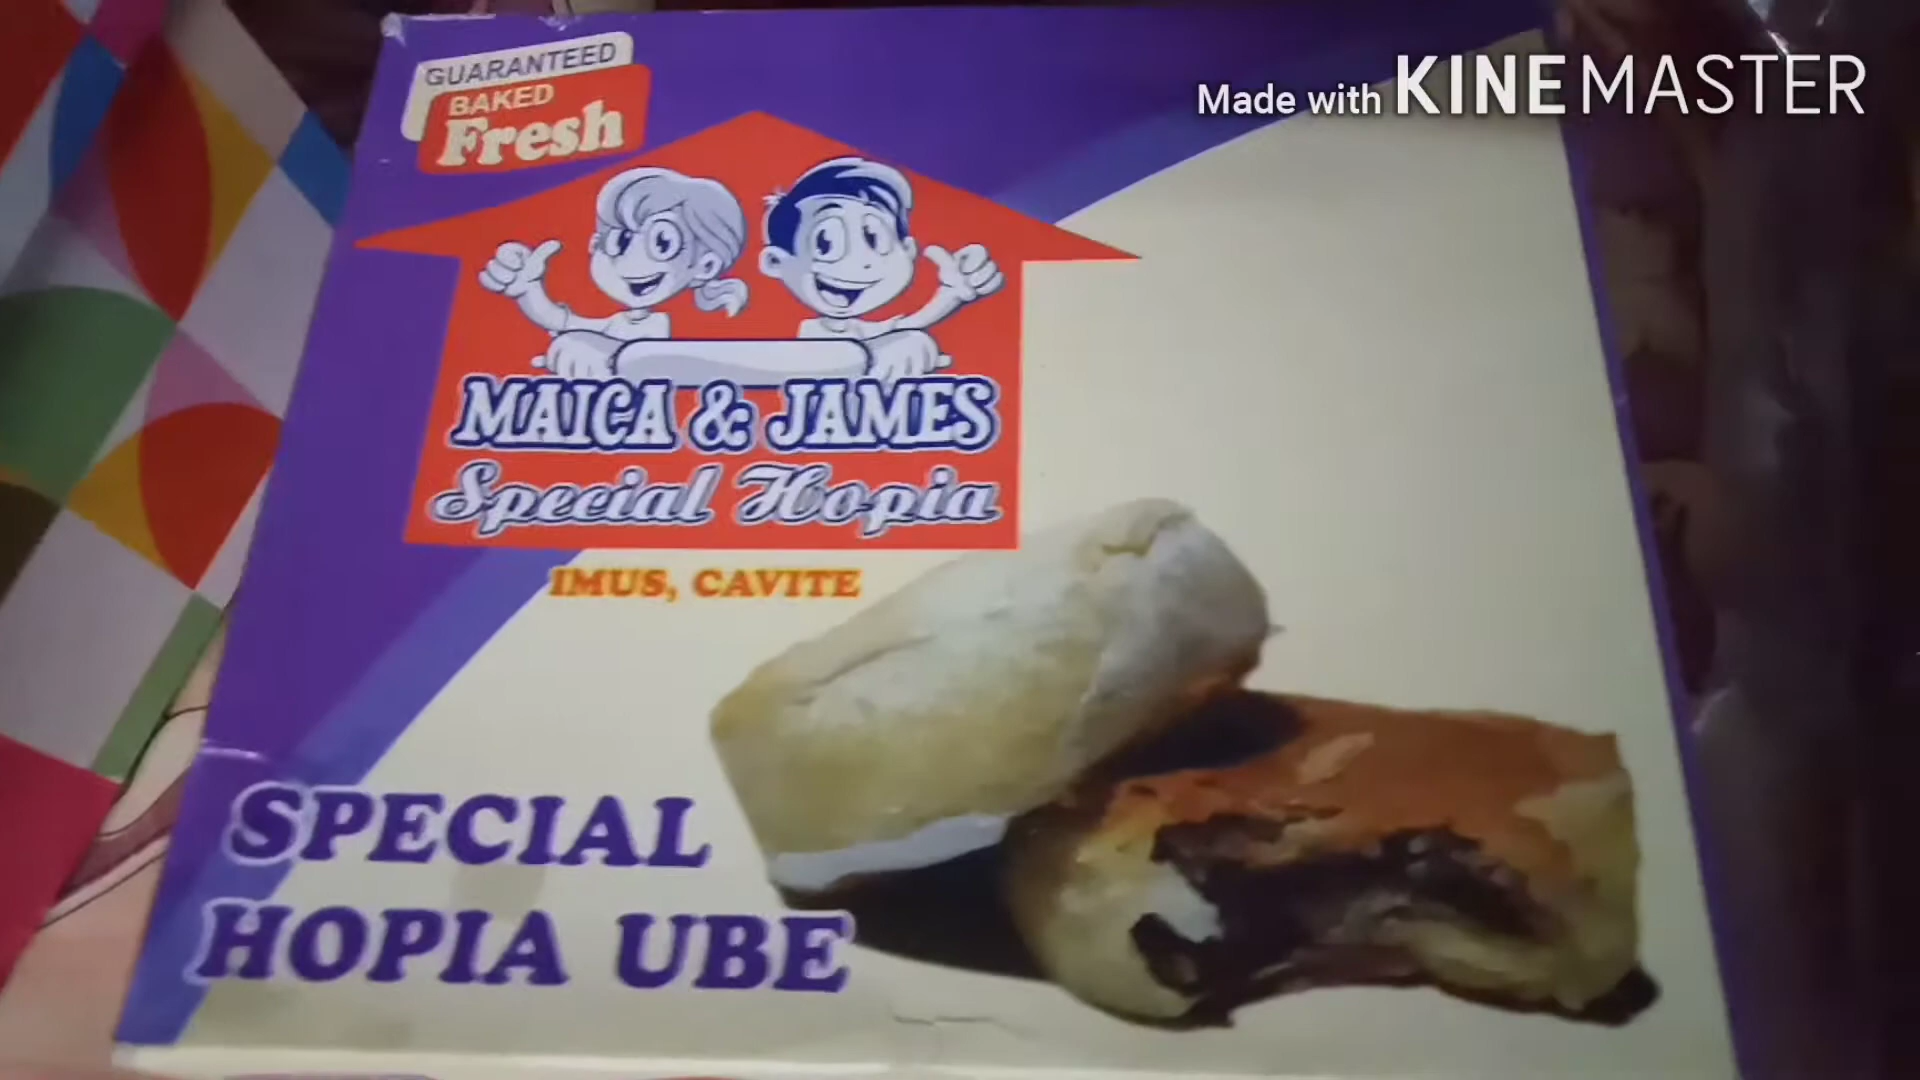 GUARANTEED
BAKED
Fresh
Made with KINEMASTER
MAICA & JAMES
Special Hopia
IMUS, CAVITE
SPECIAL
HOPIA UBE